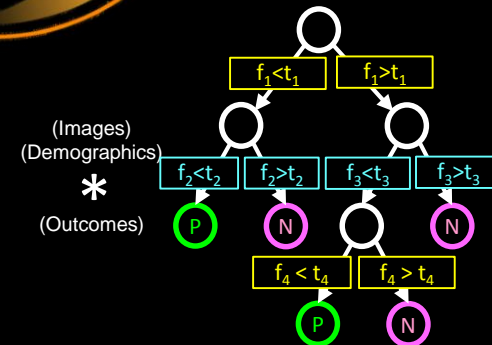 f₁<t₁ f₁>t₁
(Images)
(Demographics)
*
(Outcomes)
f₂<t₂ f₂>t₂ f₃<t₃ f₃>t₃
P N N
f₄ < t₄ f₄ > t₄
P N